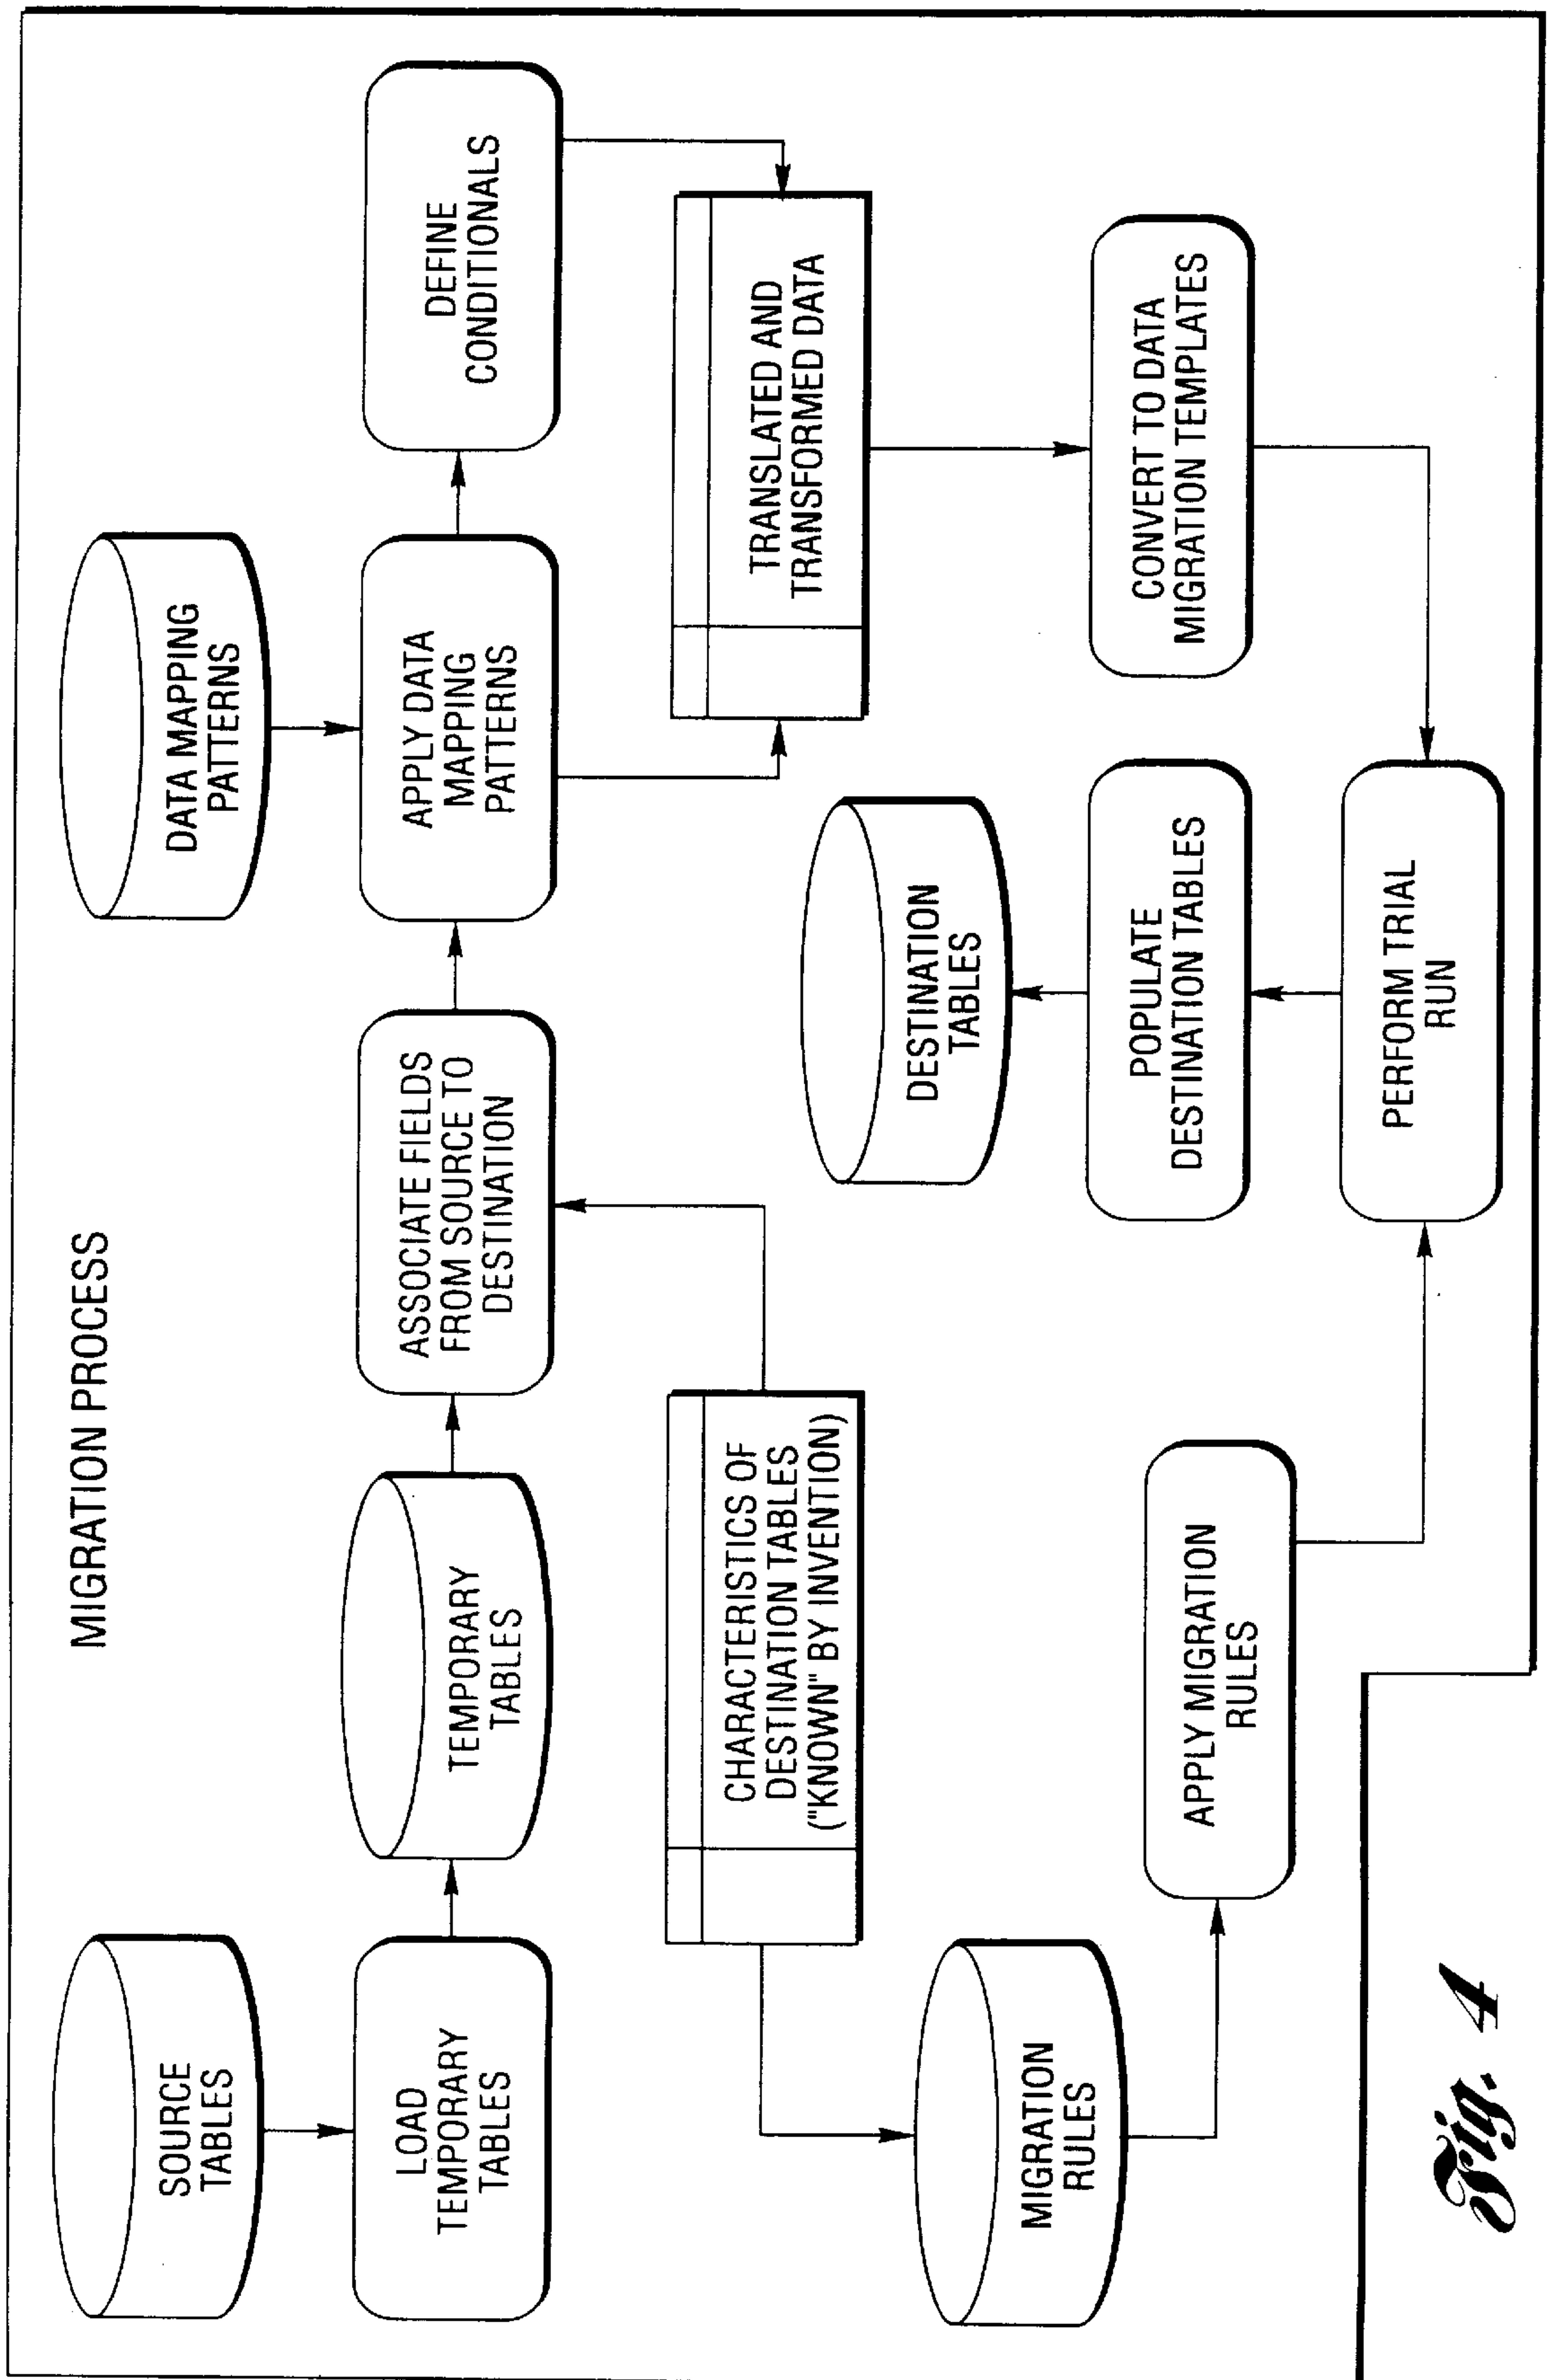 MIGRATION PROCESS
SOURCE
TABLES
LOAD
TEMPORARY
TABLES
TEMPORARY
TABLES
ASSOCIATE FIELDS
FROM SOURCE TO
DESTINATION
DATA MAPPING
PATTERNS
APPLY DATA
MAPPING
PATTERNS
DEFINE
CONDITIONALS
CHARACTERISTICS OF
DESTINATION TABLES
("KNOWN" BY INVENTION)
TRANSLATED AND
TRANSFORMED DATA
MIGRATION
RULES
DESTINATION
TABLES
APPLY MIGRATION
RULES
POPULATE
DESTINATION TABLES
CONVERT TO DATA
MIGRATION TEMPLATES
PERFORM TRIAL
RUN
Fig. 4